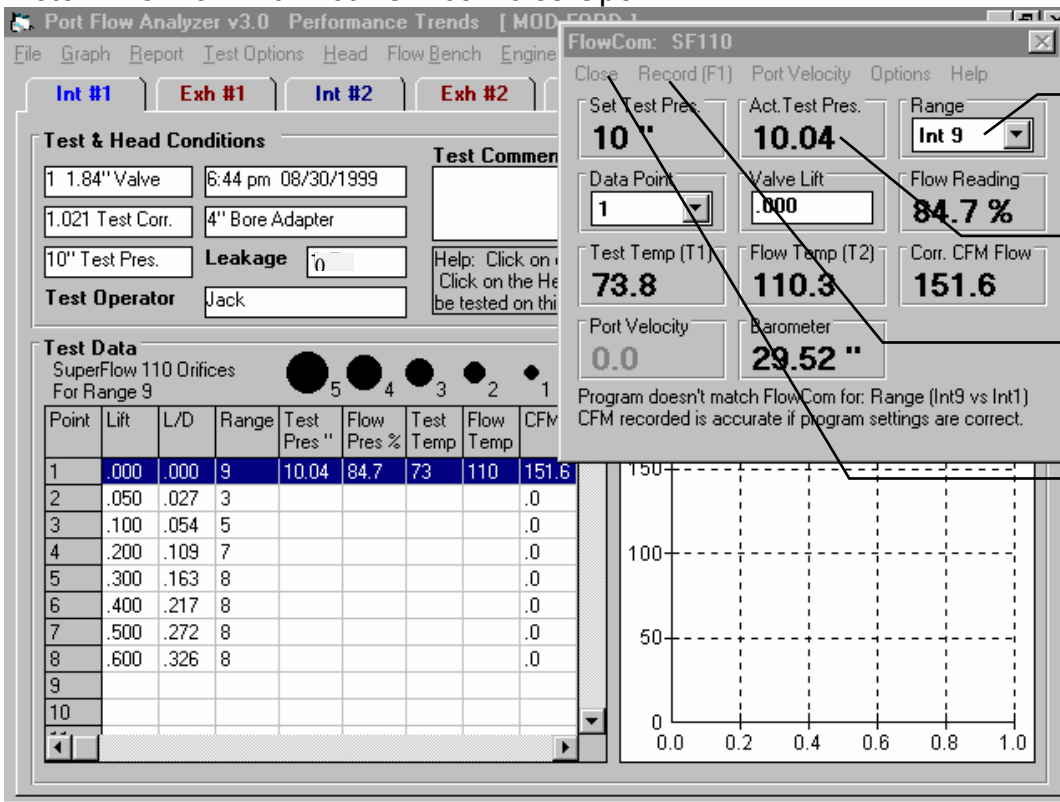 Port Flow Analyzer v3.0 Performance Trends [ MOD FORD ]
File Graph Report Test Options Head Flow Bench Engine
Int #1 Exh #1 Int #2 Exh #2
Test & Head Conditions
1 1.84" Valve 6:44 pm 08/30/1999
1.021 Test Corr. 4" Bore Adapter
10" Test Pres. Leakage 0
Test Operator Jack
Test Commen
Help: Click on
Click on the He
be tested on thi
Test Data
SuperFlow 110 Orifices
For Range 9
5 4 3 2 1
Point Lift L/D Range Test Pres " Flow Pres % Test Temp Flow Temp CFM
1 .000 .000 9 10.04 84.7 73 110 151.6
2 .050 .027 3 .0
3 .100 .054 5 .0
4 .200 .109 7 .0
5 .300 .163 8 .0
6 .400 .217 8 .0
7 .500 .272 8 .0
8 .600 .326 8 .0
9
10
FlowCom: SF110
Close Record (F1) Port Velocity Options Help
Set Test Pres. Act.Test Pres. Range
10 " 10.04 Int 9
Data Point Valve Lift Flow Reading
1 .000 84.7 %
Test Temp (T1) Flow Temp (T2) Corr. CFM Flow
73.8 110.3 151.6
Port Velocity Barometer
0.0 29.52 "
Program doesn't match FlowCom for: Range (Int9 vs Int1)
CFM recorded is accurate if program settings are correct.
150
100
50
0
0.0 0.2 0.4 0.6 0.8 1.0